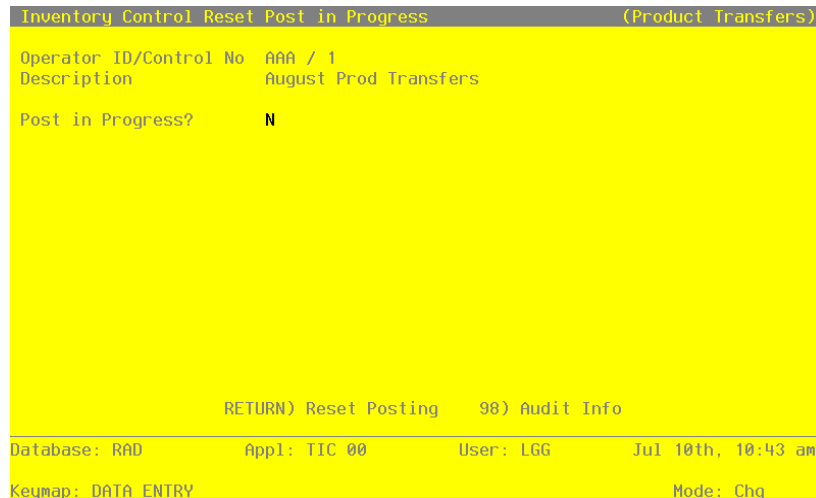 Inventory Control Reset Post in Progress (Product Transfers)
Operator ID/Control No AAA / 1
Description August Prod Transfers
Post in Progress? N
RETURN) Reset Posting 98) Audit Info
Database: RAD Appl: TIC 00 User: LGG Jul 10th, 10:43 am
Keymap: DATA ENTRY Mode: Chg